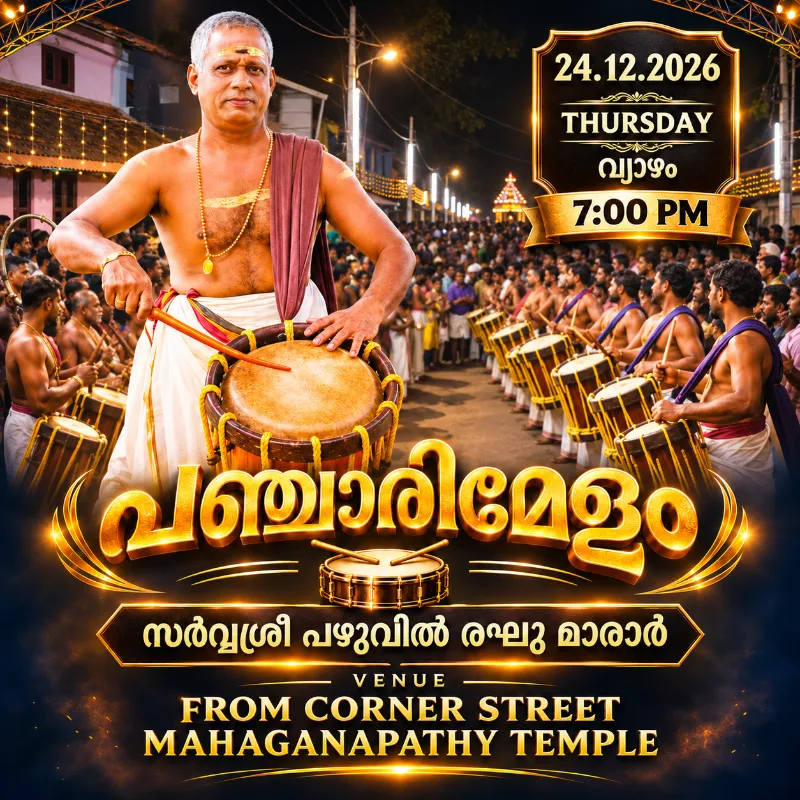 24.12.2026
THURSDAY
വ്യാഴം
7:00 PM
പഞ്ചാരിമേളം
സർവ്വശ്രീ പഴുവിൽ രഘു മാരാർ
VENUE
FROM CORNER STREET
MAHAGANAPATHY TEMPLE